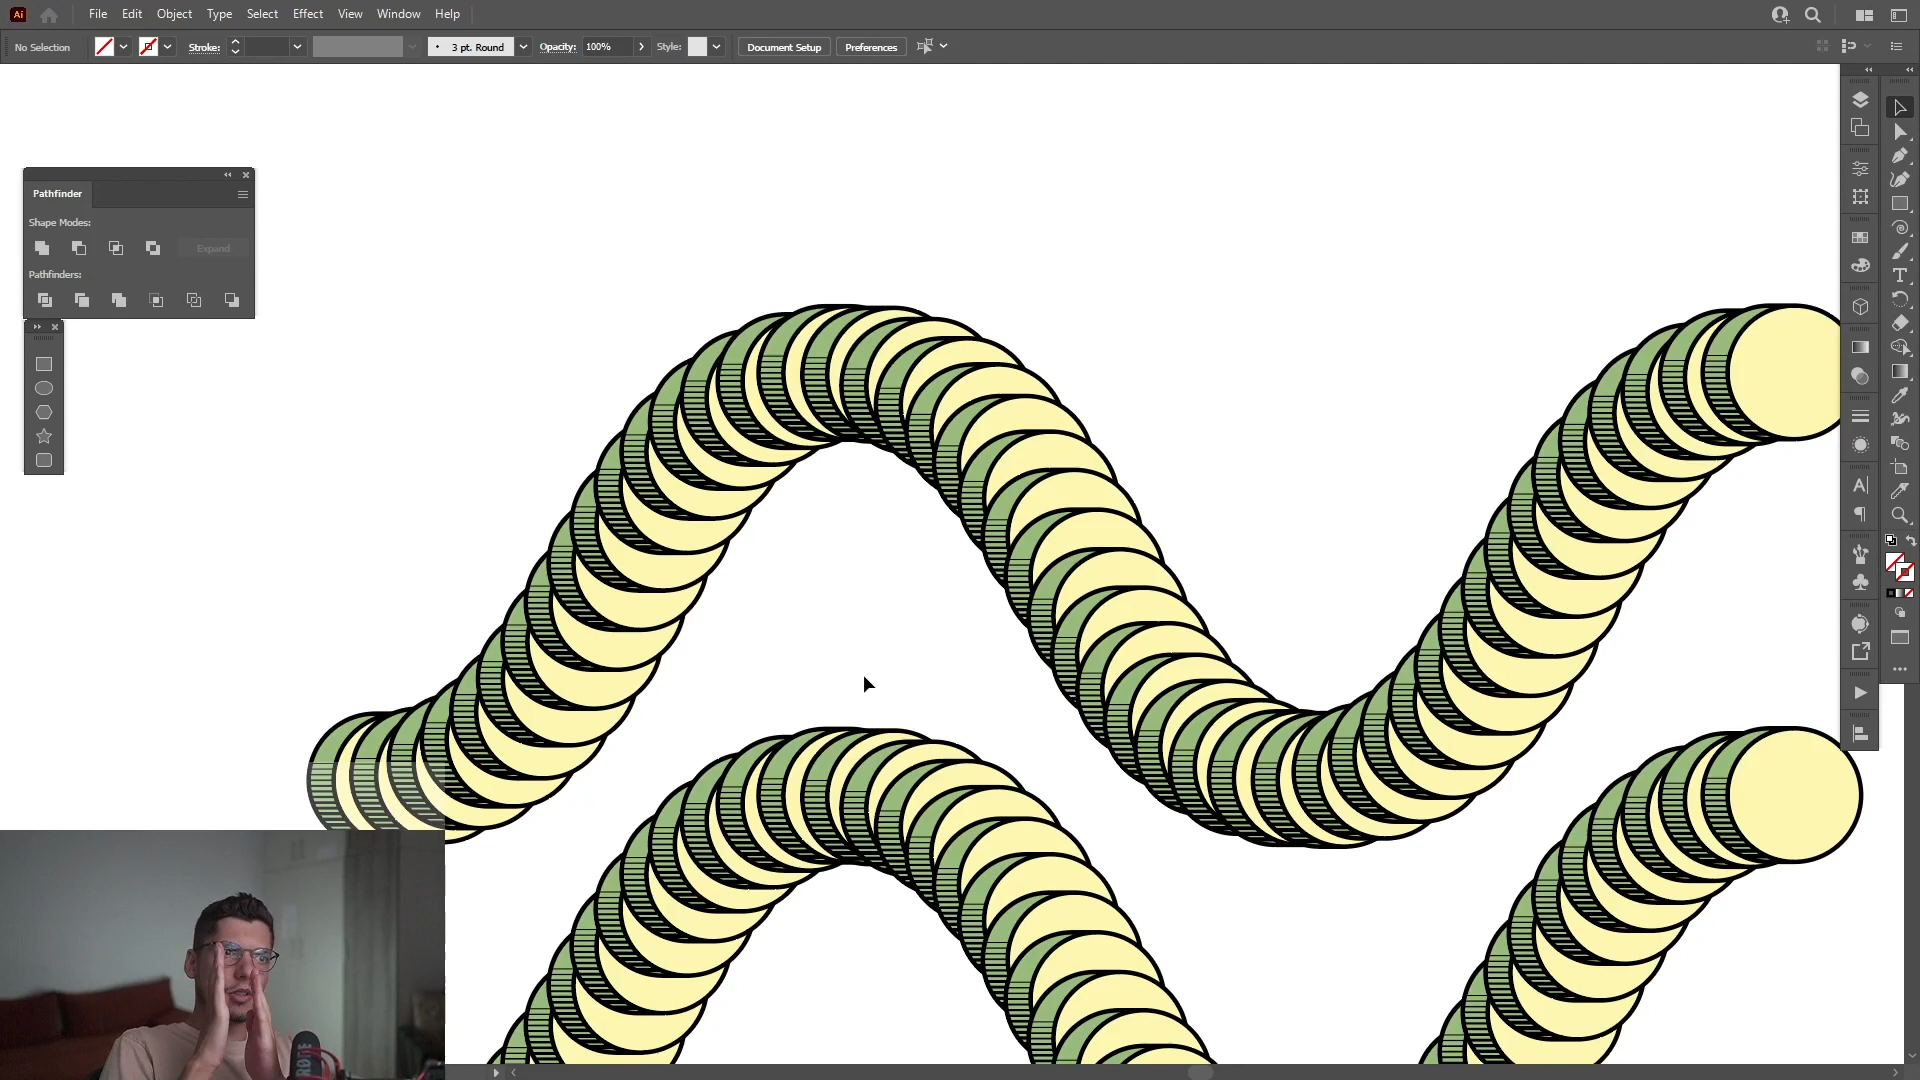 Ai File Edit Object Type Select Effect View Window Help
No Selection Stroke: 3 pt. Round Opacity: 100% Style: Document Setup Preferences
Pathfinder
Shape Modes:
Expand
Pathfinders:
RØDE